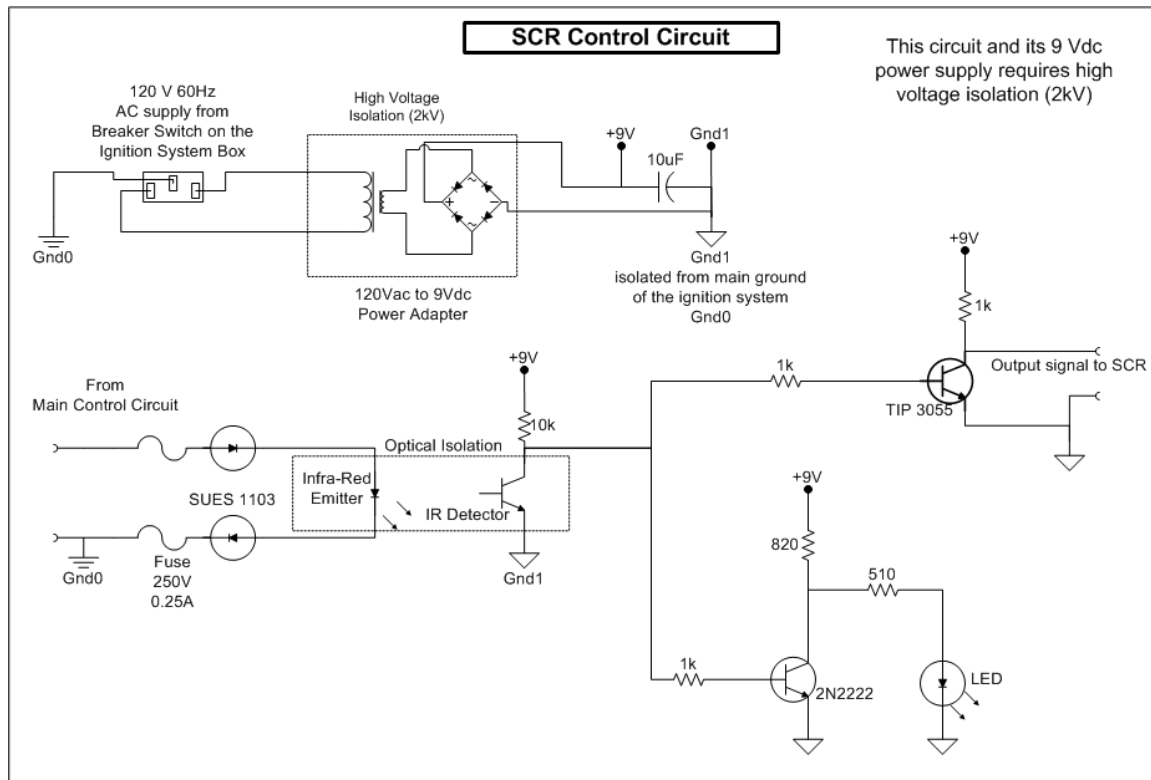 SCR Control Circuit
This circuit and its 9 Vdc
power supply requires high
voltage isolation (2kV)
120 V 60Hz
AC supply from
Breaker Switch on the
Ignition System Box
High Voltage
Isolation (2kV)
+9V
Gnd1
10uF
~
+
−
~
Gnd0
120Vac to 9Vdc
Power Adapter
Gnd1
isolated from main ground
of the ignition system
Gnd0
+9V
1k
Output signal to SCR
TIP 3055
1k
+9V
10k
From
Main Control Circuit
Optical Isolation
Infra-Red
Emitter
IR Detector
SUES 1103
Gnd0
Fuse
250V
0.25A
Gnd1
+9V
820
510
1k
2N2222
LED